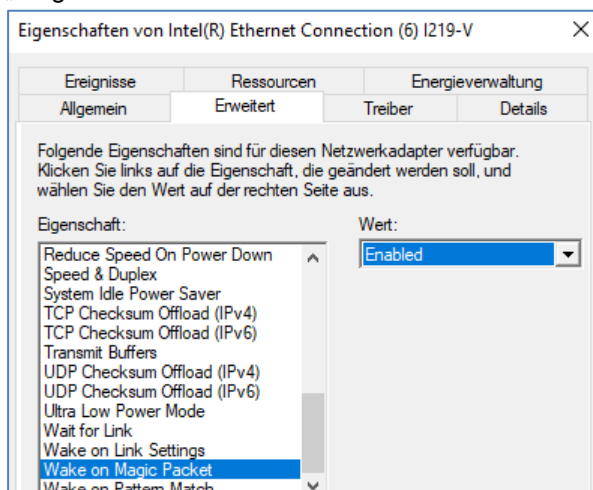 Eigenschaften von Intel(R) Ethernet Connection (6) I219-V
Ereignisse Ressourcen Energieverwaltung
Allgemein Erweitert Treiber Details
Folgende Eigenschaften sind für diesen Netzwerkadapter verfügbar.
Klicken Sie links auf die Eigenschaft, die geändert werden soll, und
wählen Sie den Wert auf der rechten Seite aus.
Eigenschaft: Wert:
Reduce Speed On Power Down Enabled
Speed & Duplex
System Idle Power Saver
TCP Checksum Offload (IPv4)
TCP Checksum Offload (IPv6)
Transmit Buffers
UDP Checksum Offload (IPv4)
UDP Checksum Offload (IPv6)
Ultra Low Power Mode
Wait for Link
Wake on Link Settings
Wake on Magic Packet
Wake on Pattern Match